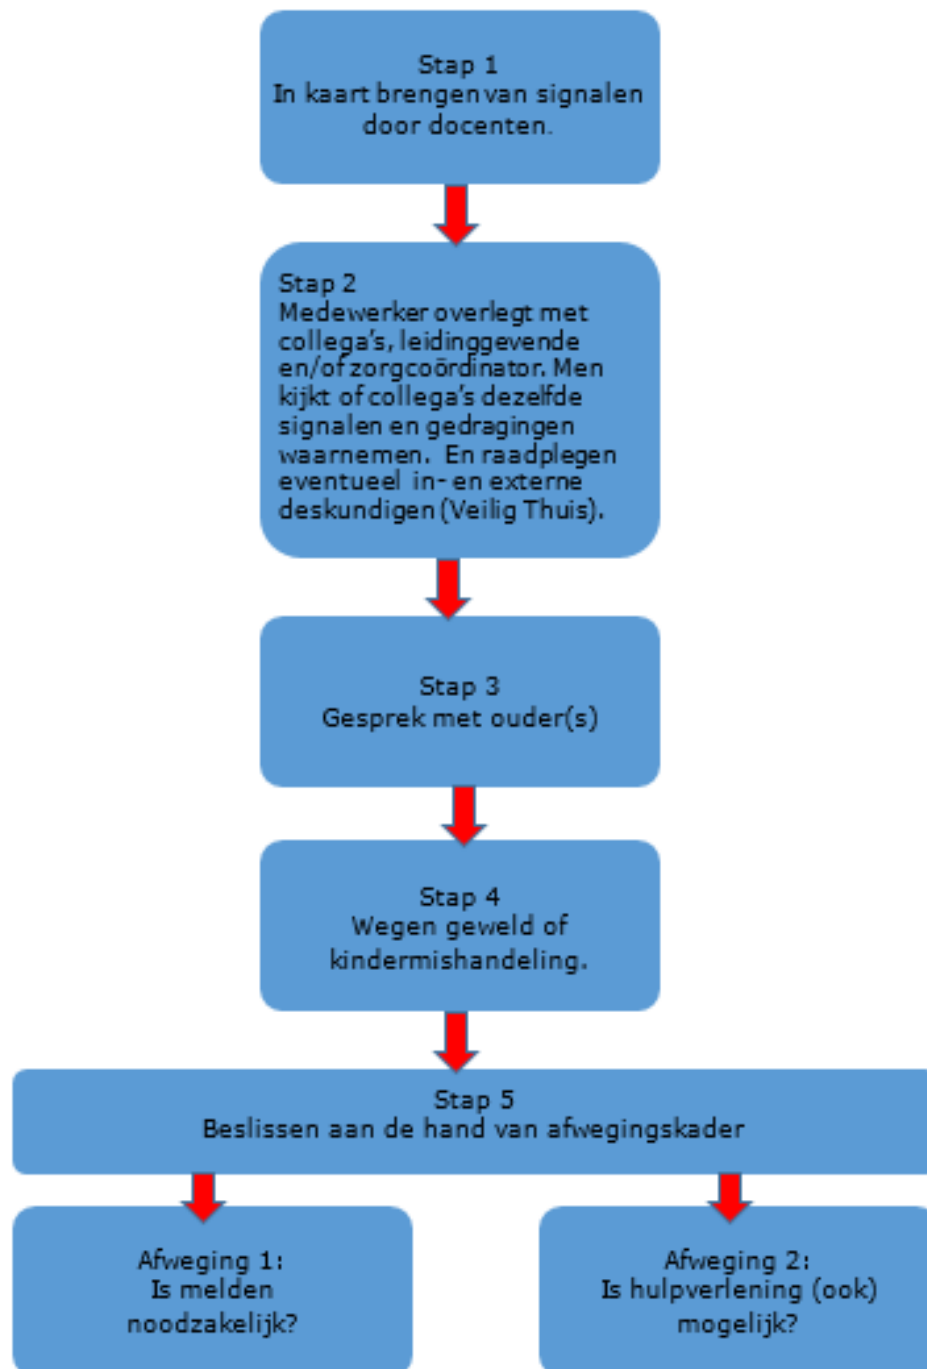 Stap 1
In kaart brengen van signalen
door docenten.
Stap 2
Medewerker overlegt met
collega's, leidinggevende
en/of zorgcoördinator. Men
kijkt of collega's dezelfde
signalen en gedragingen
waarnemen.  En raadplegen
eventueel in- en externe
deskundigen (Veilig Thuis).
Stap 3
Gesprek met ouder(s)
Stap 4
Wegen geweld of
kindermishandeling.
Stap 5
Beslissen aan de hand van afwegingskader
Afweging 1:
Is melden
noodzakelijk?
Afweging 2:
Is hulpverlening (ook)
mogelijk?